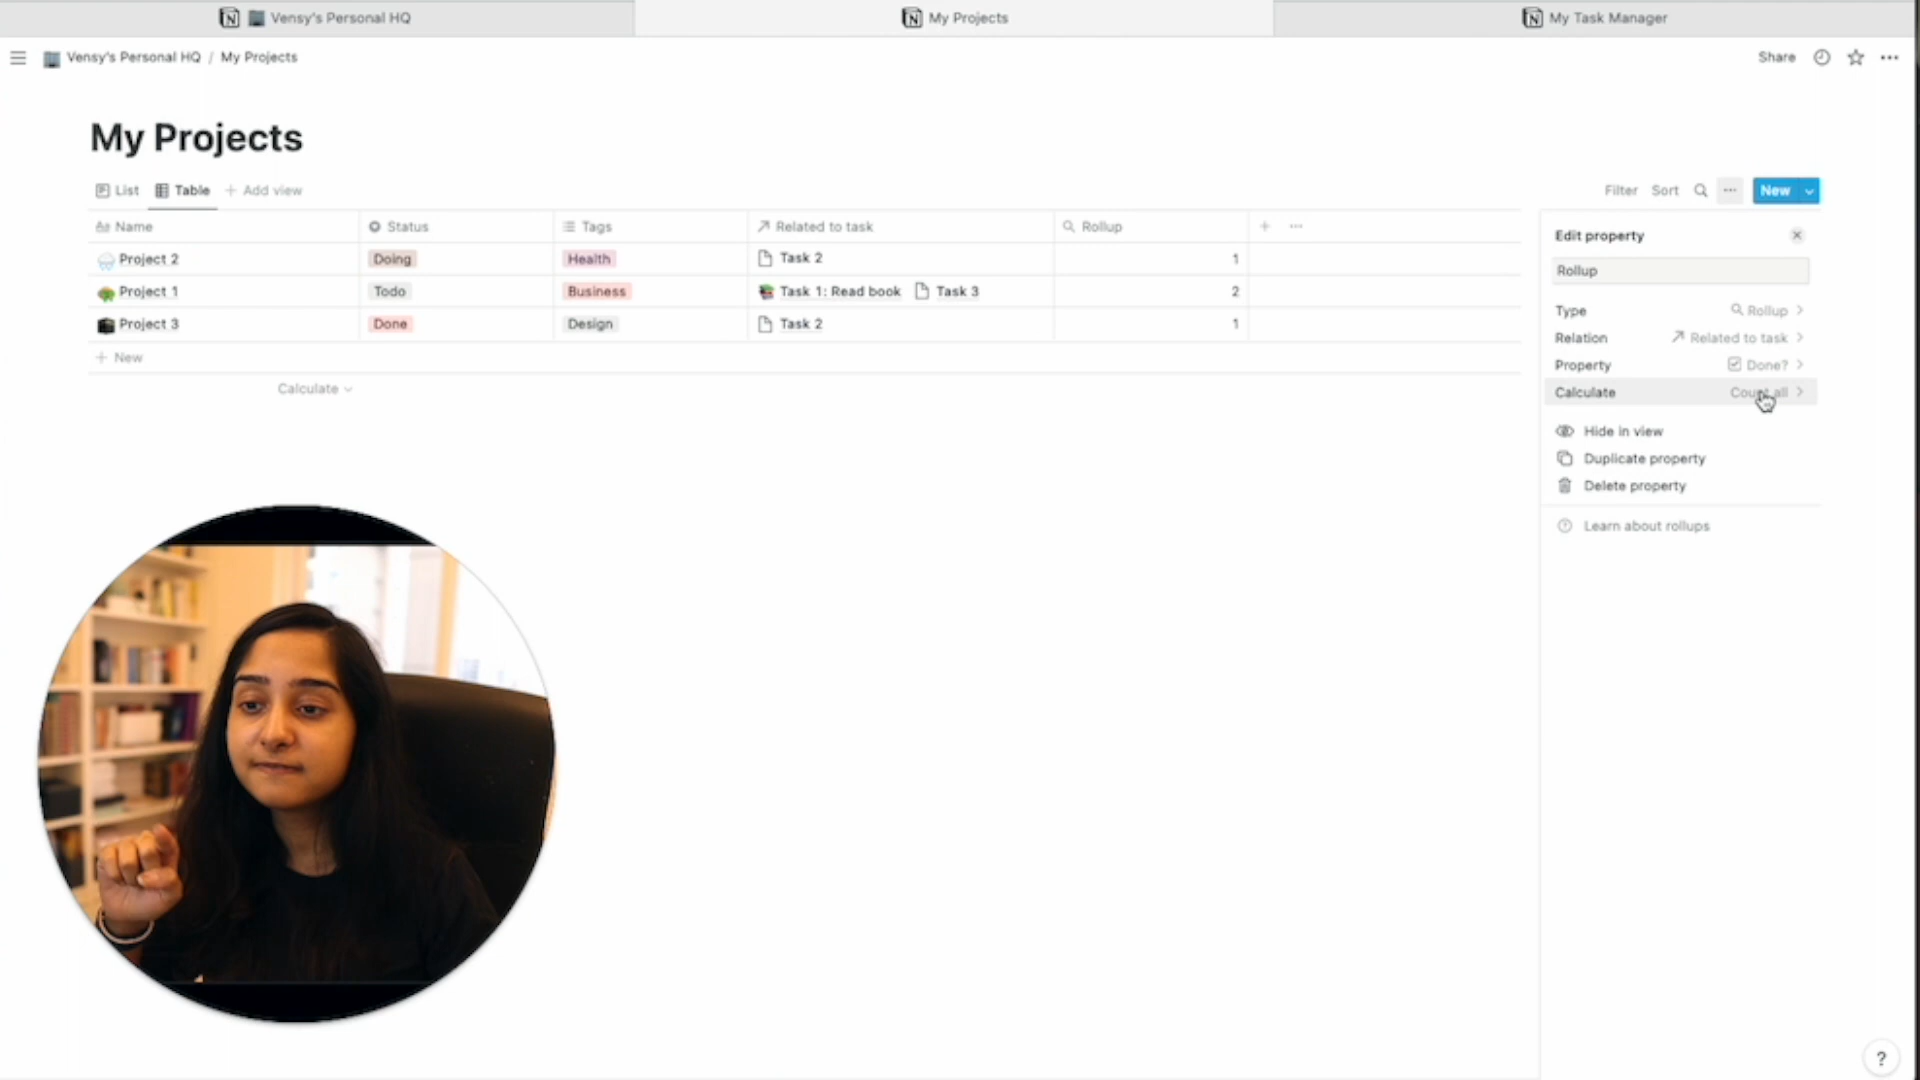 Vensy's Personal HQ
My Projects
My Task Manager
Vensy's Personal HQ / My Projects
Share
My Projects
List
Table
+ Add view
Filter
Sort
New
Aa Name
Status
Tags
Related to task
Rollup
Project 2
Doing
Health
Task 2
1
Project 1
Todo
Business
Task 1: Read book
Task 3
2
Project 3
Done
Design
Task 2
1
+ New
Calculate
Edit property
Rollup
Type
Rollup
Relation
Related to task
Property
Done?
Calculate
Count all
Hide in view
Duplicate property
Delete property
Learn about rollups
?